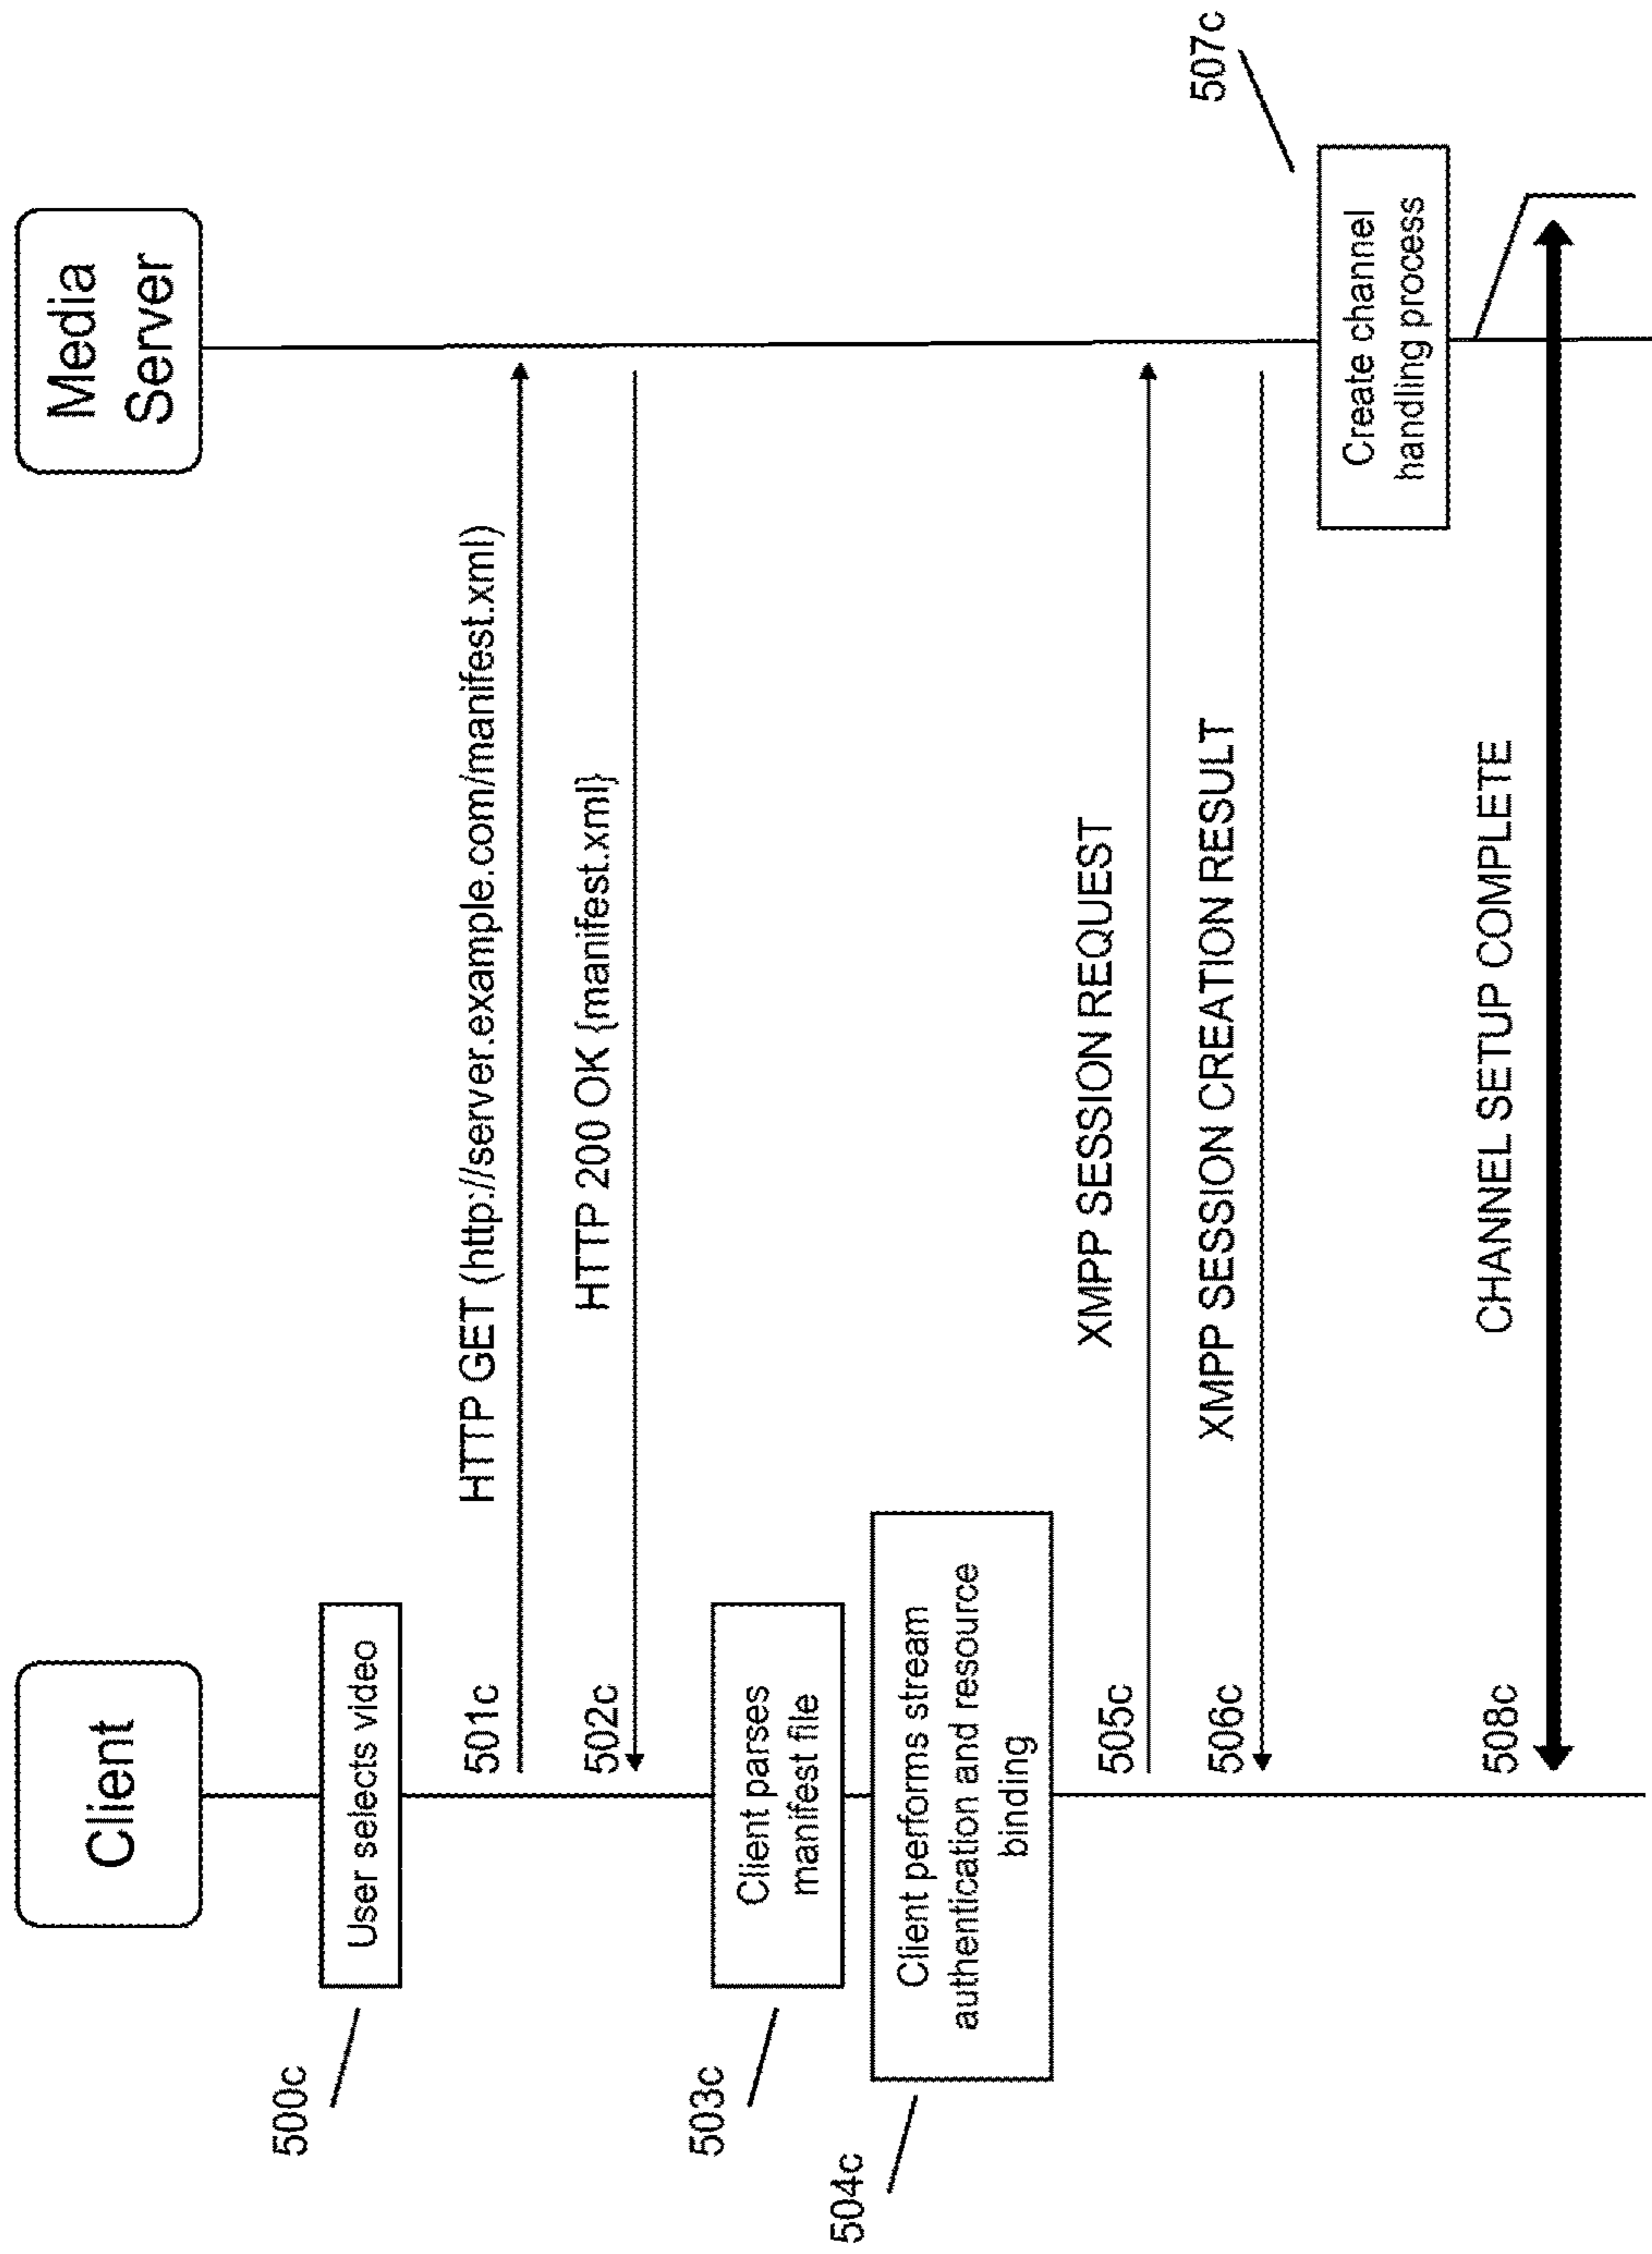 Client
Media
Server
500c
User selects video
501c
HTTP GET (http://server.example.com/manifest.xml)
502c
HTTP 200 OK {manifest.xml}
503c
Client parses
manifest file
504c
Client performs stream
authentication and resource
binding
505c
XMPP SESSION REQUEST
506c
XMPP SESSION CREATION RESULT
507c
Create channel
handling process
508c
CHANNEL SETUP COMPLETE